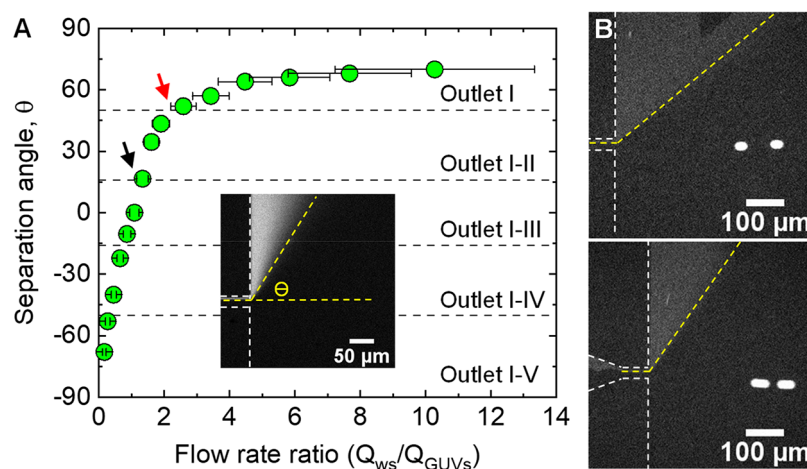 A
B
Separation angle, θ
90
60
30
0
-30
-60
-90
0 2 4 6 8 10 12 14
Flow rate ratio (Qws/QGUVs)
Outlet I
Outlet I-II
Outlet I-III
Outlet I-IV
Outlet I-V
Θ
50 µm
100 µm
100 µm